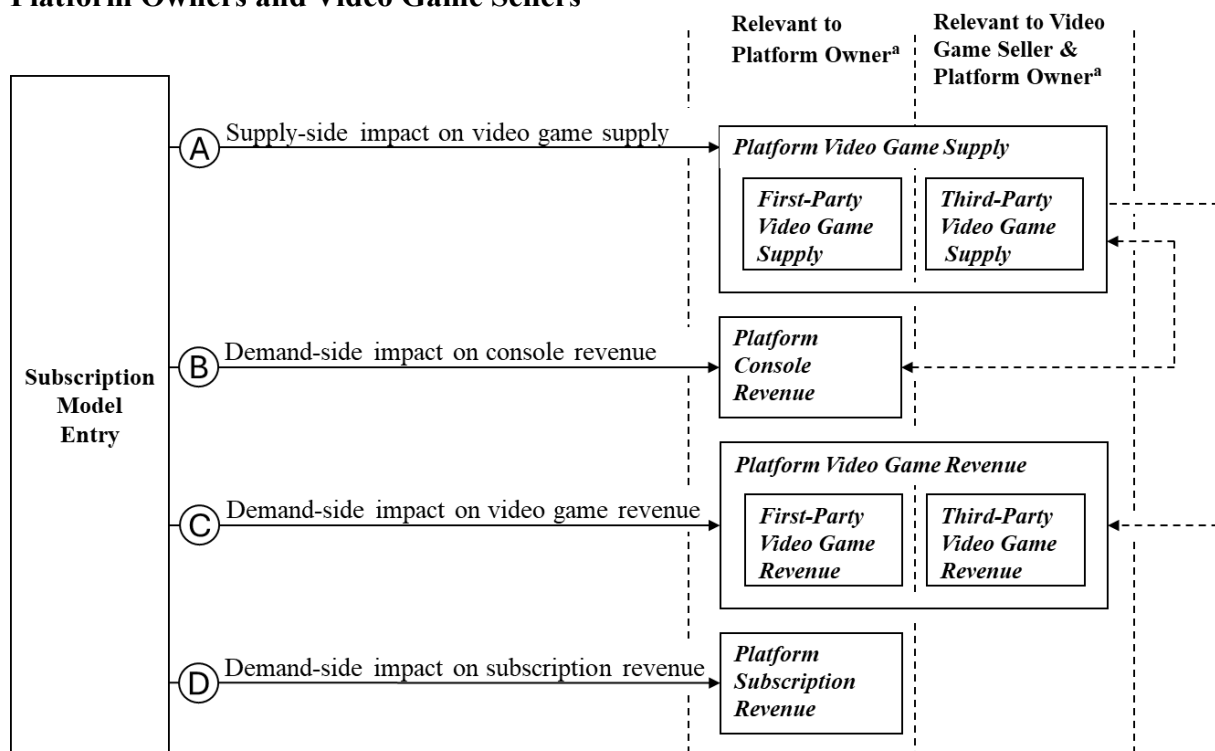 Platform Owners and Video Game Sellers
Relevant to
Platform Ownerᵃ
Relevant to Video
Game Seller &
Platform Ownerᵃ
A
Supply-side impact on video game supply
Platform Video Game Supply
First-Party
Video Game
Supply
Third-Party
Video Game
Supply
B
Demand-side impact on console revenue
Platform
Console
Revenue
Subscription
Model
Entry
Platform Video Game Revenue
C
Demand-side impact on video game revenue
First-Party
Video Game
Revenue
Third-Party
Video Game
Revenue
D
Demand-side impact on subscription revenue
Platform
Subscription
Revenue